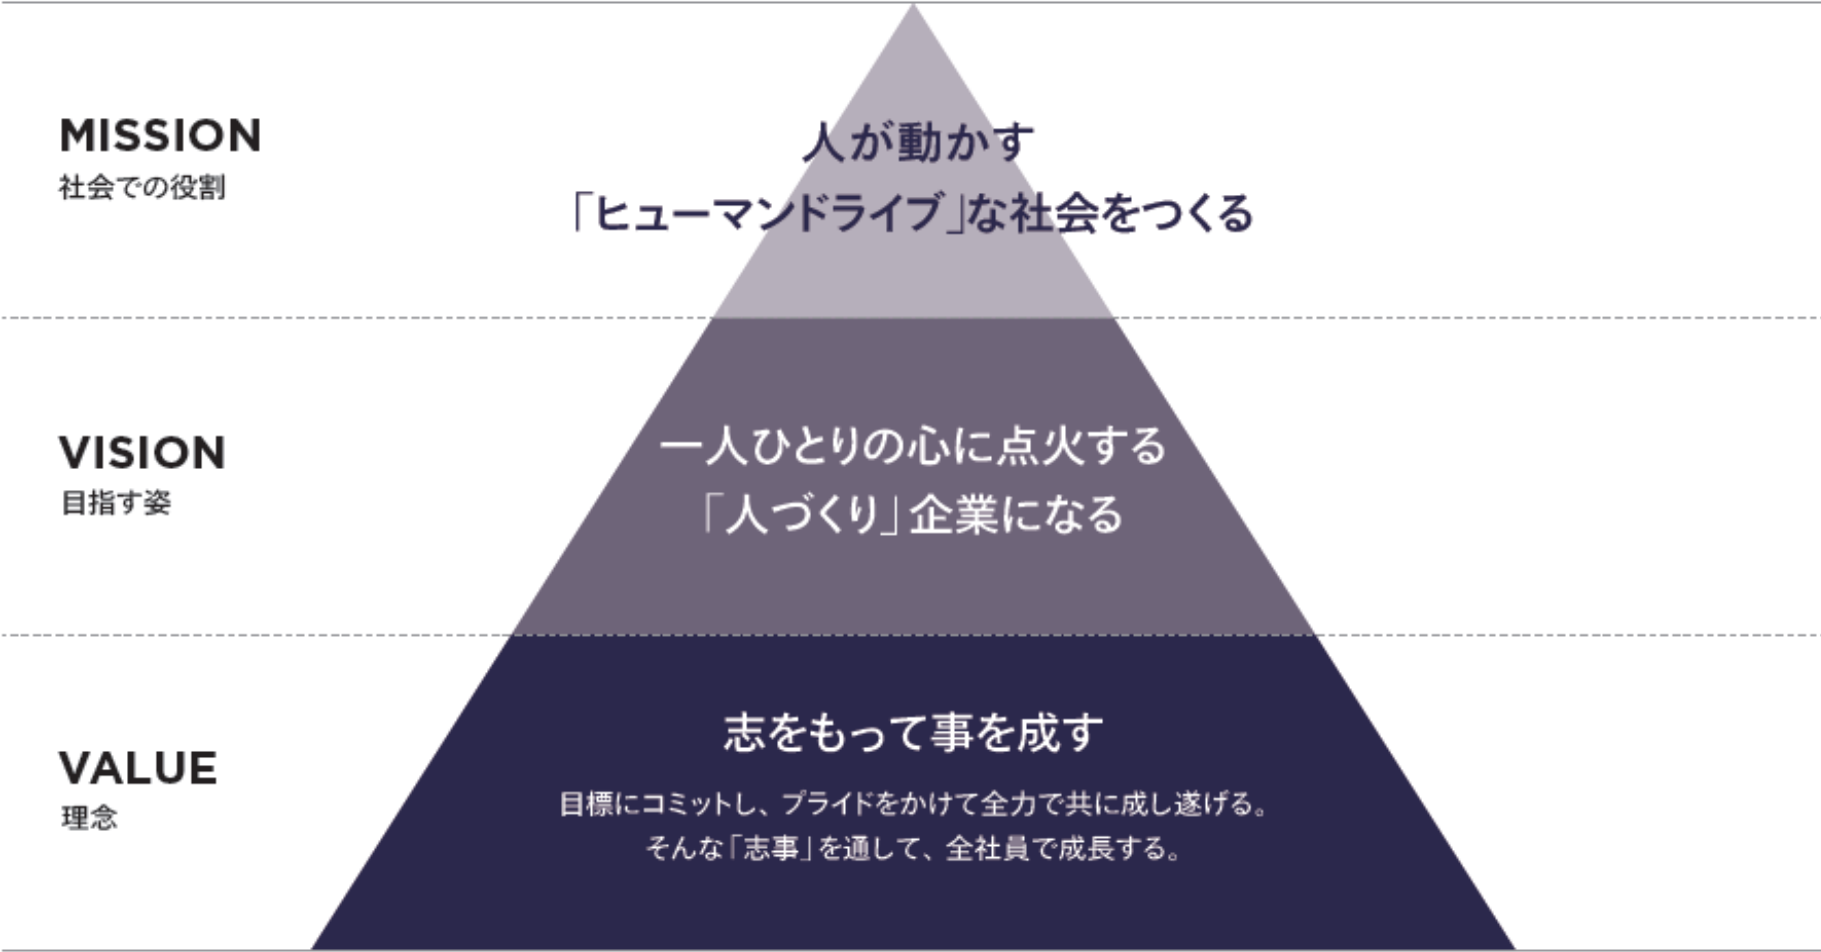 MISSION
社会での役割
人が動かす
「ヒューマンドライブ」な社会をつくる
VISION
目指す姿
一人ひとりの心に点火する
「人づくり」企業になる
VALUE
理念
志をもって事を成す
目標にコミットし、プライドをかけて全力で共に成し遂げる。
そんな「志事」を通して、全社員で成長する。